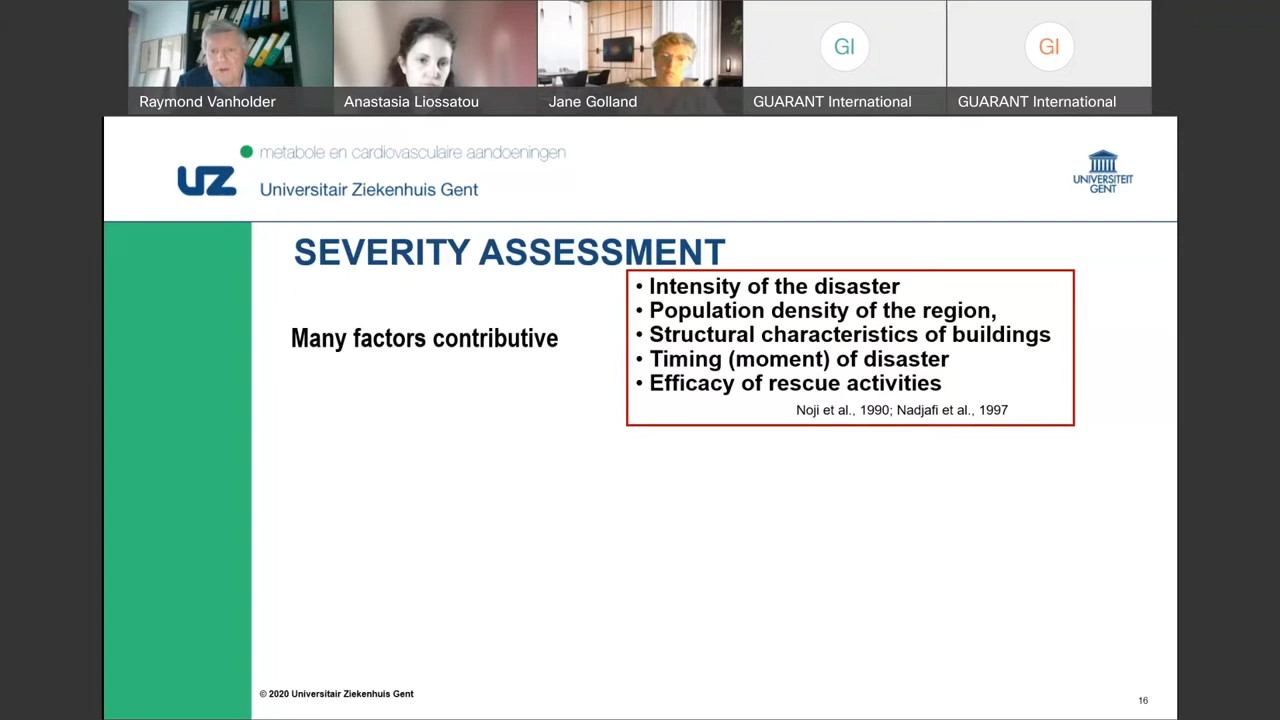 Raymond Vanholder
Anastasia Liossatou
Jane Golland
GI
GUARANT International
GI
GUARANT International
metabole en cardiovasculaire aandoeningen
UZ
Universitair Ziekenhuis Gent
UNIVERSITEIT
GENT
SEVERITY ASSESSMENT
Many factors contributive
• Intensity of the disaster
• Population density of the region,
• Structural characteristics of buildings
• Timing (moment) of disaster
• Efficacy of rescue activities
Noji et al., 1990; Nadjafi et al., 1997
© 2020 Universitair Ziekenhuis Gent
16